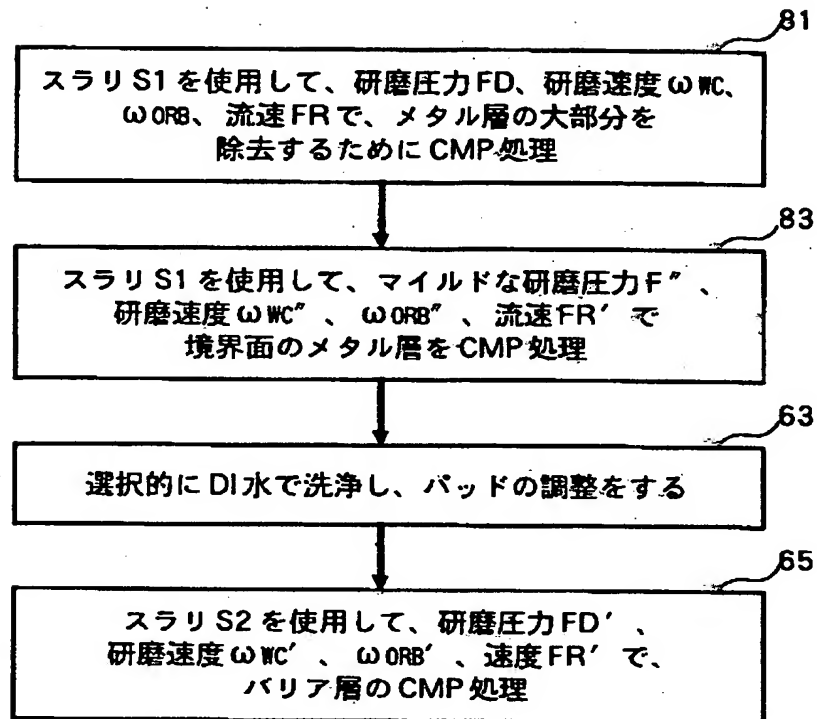 81
スラリS1を使用して、研磨圧力FD、研磨速度ωWC、
ωORB、流速FRで、メタル層の大部分を
除去するためにCMP処理
83
スラリS1を使用して、マイルドな研磨圧力F″、
研磨速度ωWC″、ωORB″、流速FR′で
境界面のメタル層をCMP処理
63
選択的にDI水で洗浄し、パッドの調整をする
65
スラリS2を使用して、研磨圧力FD′、
研磨速度ωWC′、ωORB′、速度FR′で、
バリア層のCMP処理